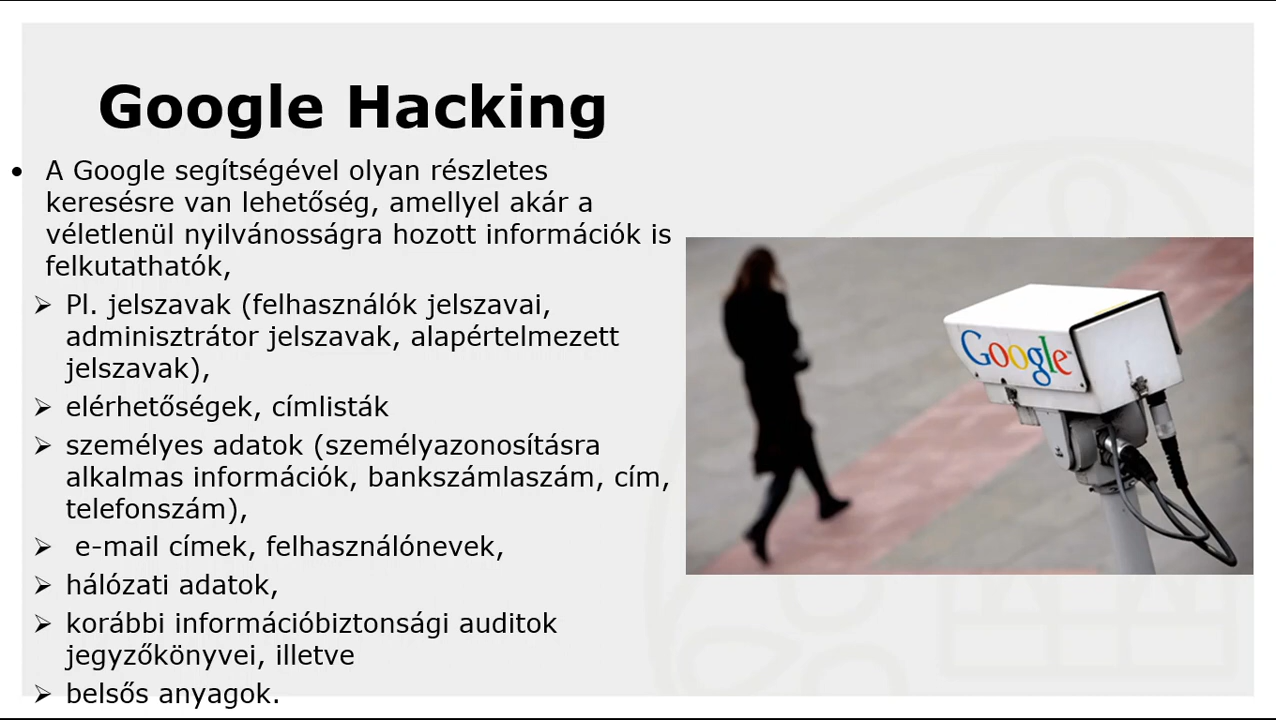 Google Hacking
• A Google segítségével olyan részletes
keresésre van lehetőség, amellyel akár a
véletlenül nyilvánosságra hozott információk is
felkutathatók,
➢ Pl. jelszavak (felhasználók jelszavai,
adminisztrátor jelszavak, alapértelmezett
jelszavak),
➢ elérhetőségek, címlisták
➢ személyes adatok (személyazonosításra
alkalmas információk, bankszámlaszám, cím,
telefonszám),
➢ e-mail címek, felhasználónevek,
➢ hálózati adatok,
➢ korábbi információbiztonsági auditok
jegyzőkönyvei, illetve
➢ belsős anyagok.
Google